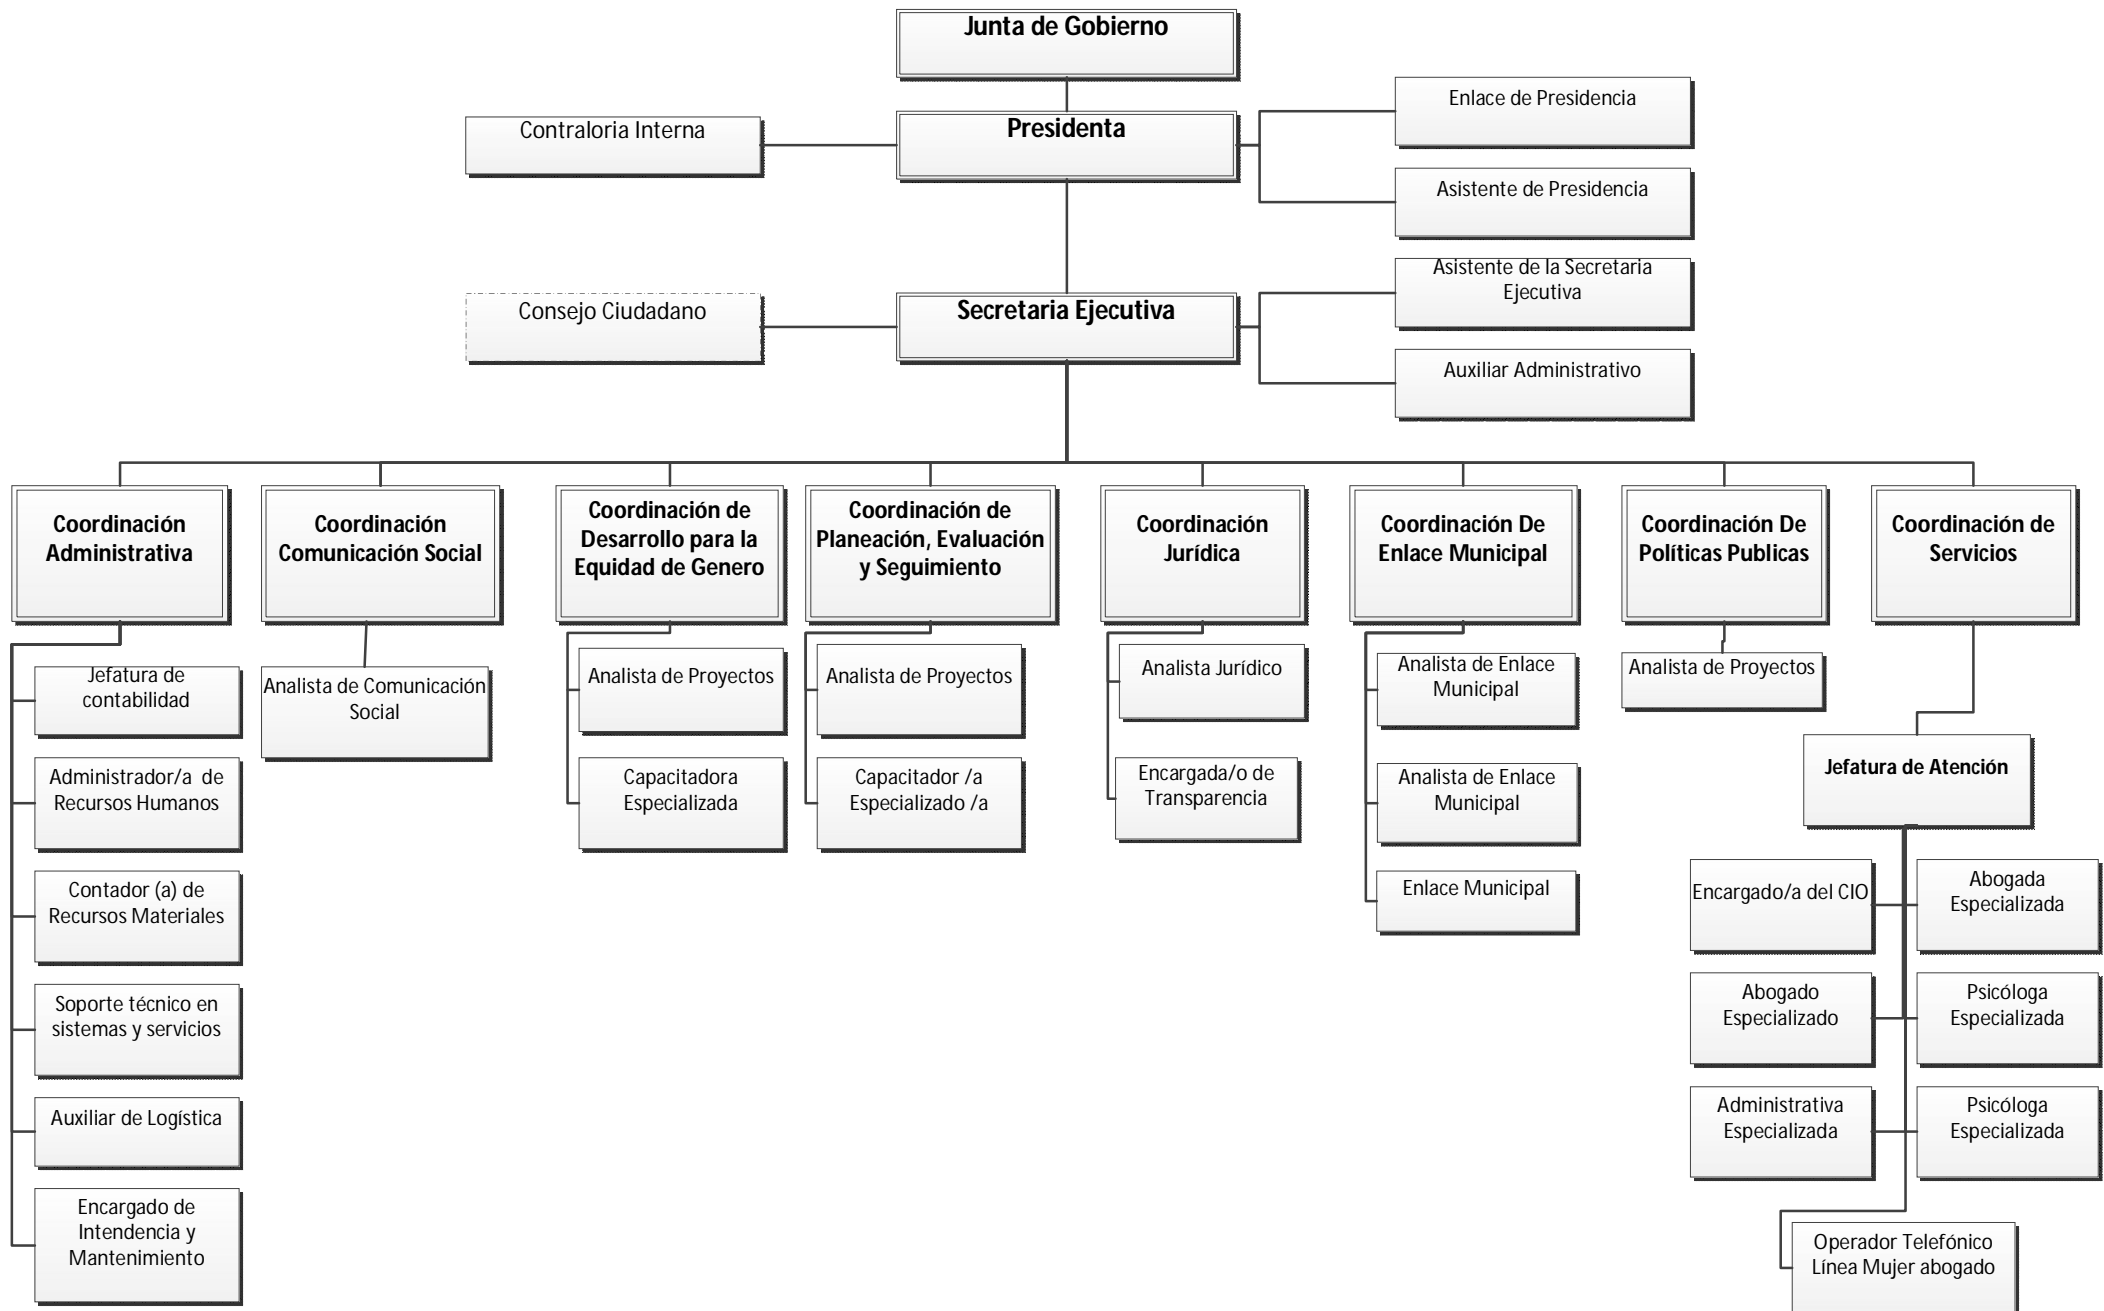 Junta de Gobierno
Enlace de Presidencia
Contraloria Interna
Presidenta
Asistente de Presidencia
Asistente de la Secretaria
Ejecutiva
Consejo Ciudadano
Secretaria Ejecutiva
Auxiliar Administrativo
Coordinación
Administrativa
Coordinación
Comunicación Social
Coordinación de
Desarrollo para la
Equidad de Genero
Coordinación de
Planeación, Evaluación
y Seguimiento
Coordinación
Jurídica
Coordinación De
Enlace Municipal
Coordinación De
Políticas Publicas
Coordinación de
Servicios
Jefatura de
contabilidad
Administrador/a  de
Recursos Humanos
Contador (a) de
Recursos Materiales
Soporte técnico en
sistemas y servicios
Auxiliar de Logística
Encargado de
Intendencia y
Mantenimiento
Analista de Comunicación
Social
Analista de Proyectos
Capacitadora
Especializada
Analista de Proyectos
Capacitador /a
Especializado /a
Analista Jurídico
Encargada/o de
Transparencia
Analista de Enlace
Municipal
Analista de Enlace
Municipal
Enlace Municipal
Analista de Proyectos
Jefatura de Atención
Encargado/a del CIO
Abogada
Especializada
Abogado
Especializado
Psicóloga
Especializada
Administrativa
Especializada
Psicóloga
Especializada
Operador Telefónico
Línea Mujer abogado